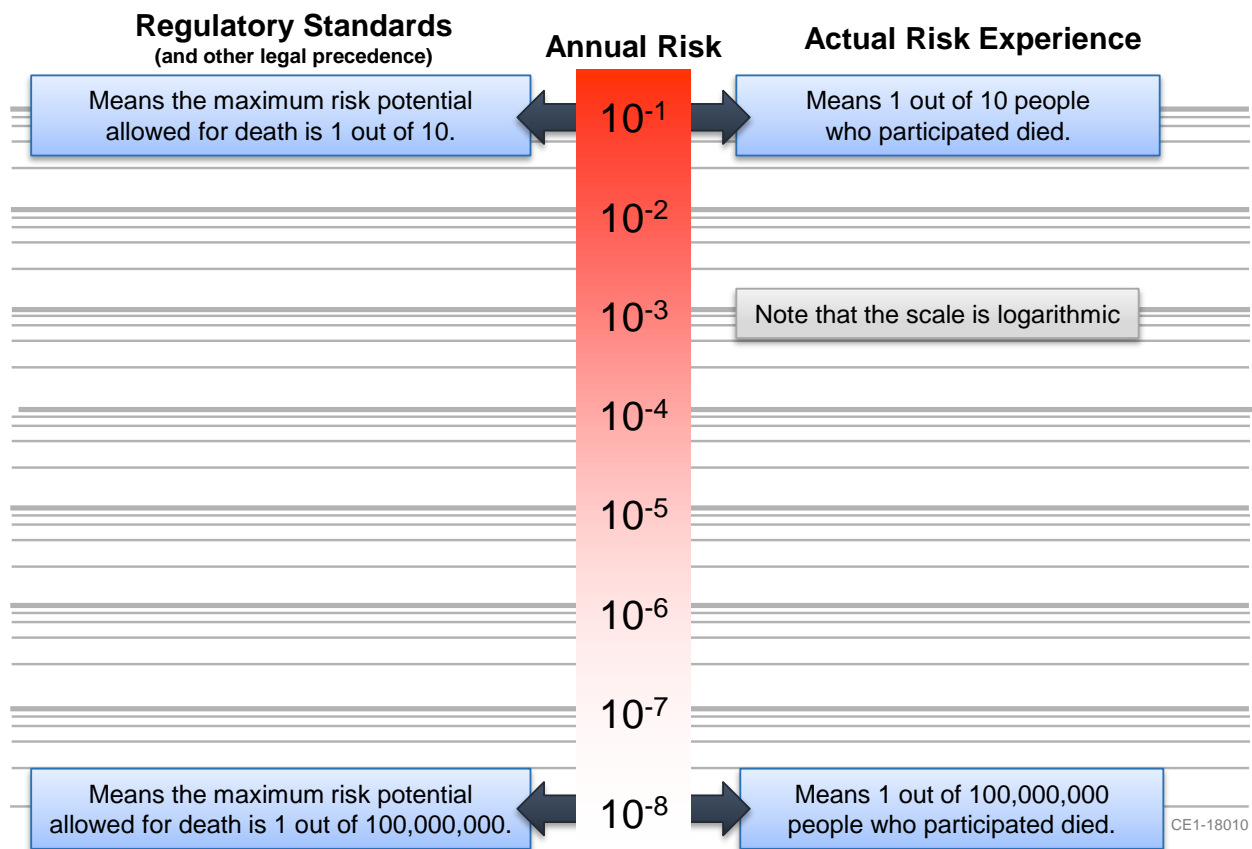 Regulatory Standards
(and other legal precedence)
Annual Risk
Actual Risk Experience
Means the maximum risk potential
allowed for death is 1 out of 10.
10⁻¹
Means 1 out of 10 people
who participated died.
10⁻²
10⁻³
Note that the scale is logarithmic
10⁻⁴
10⁻⁵
10⁻⁶
10⁻⁷
Means the maximum risk potential
allowed for death is 1 out of 100,000,000.
10⁻⁸
Means 1 out of 100,000,000
people who participated died.
CE1-18010